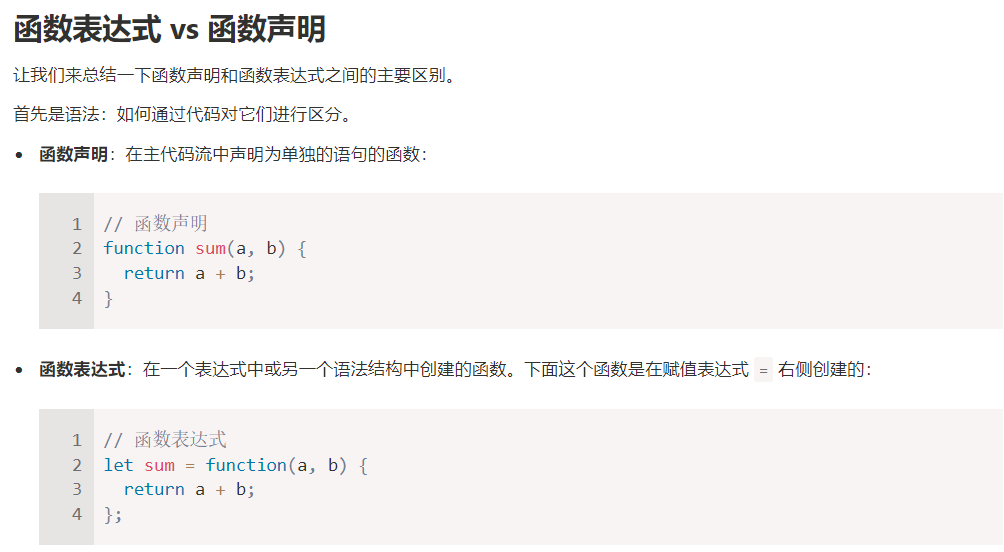 函数表达式 vs 函数声明
让我们来总结一下函数声明和函数表达式之间的主要区别。
首先是语法：如何通过代码对它们进行区分。
• 函数声明：在主代码流中声明为单独的语句的函数：
1 // 函数声明
2 function sum(a, b) {
3   return a + b;
4 }
• 函数表达式：在一个表达式中或另一个语法结构中创建的函数。下面这个函数是在赋值表达式 = 右侧创建的：
1 // 函数表达式
2 let sum = function(a, b) {
3   return a + b;
4 };